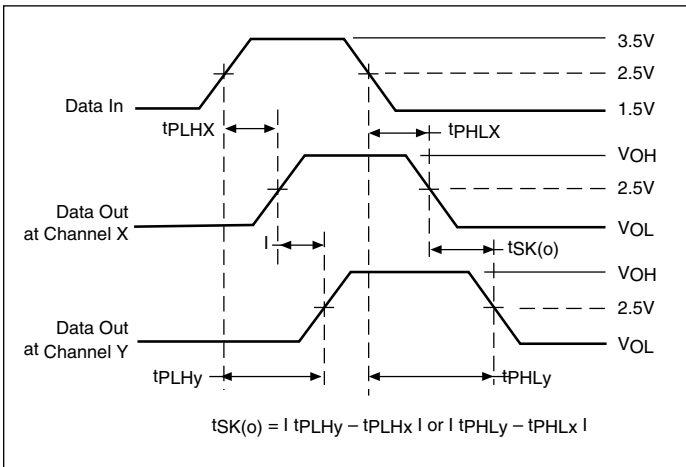 3.5V
2.5V
Data In
1.5V
tPLHX
tPHLX
VOH
2.5V
Data Out
at Channel X
VOL
I
tSK(o)
VOH
2.5V
Data Out
at Channel Y
VOL
tPLHy
tPHLy
tSK(o) = I tPLHy – tPLHx I or I tPHLy – tPHLx I